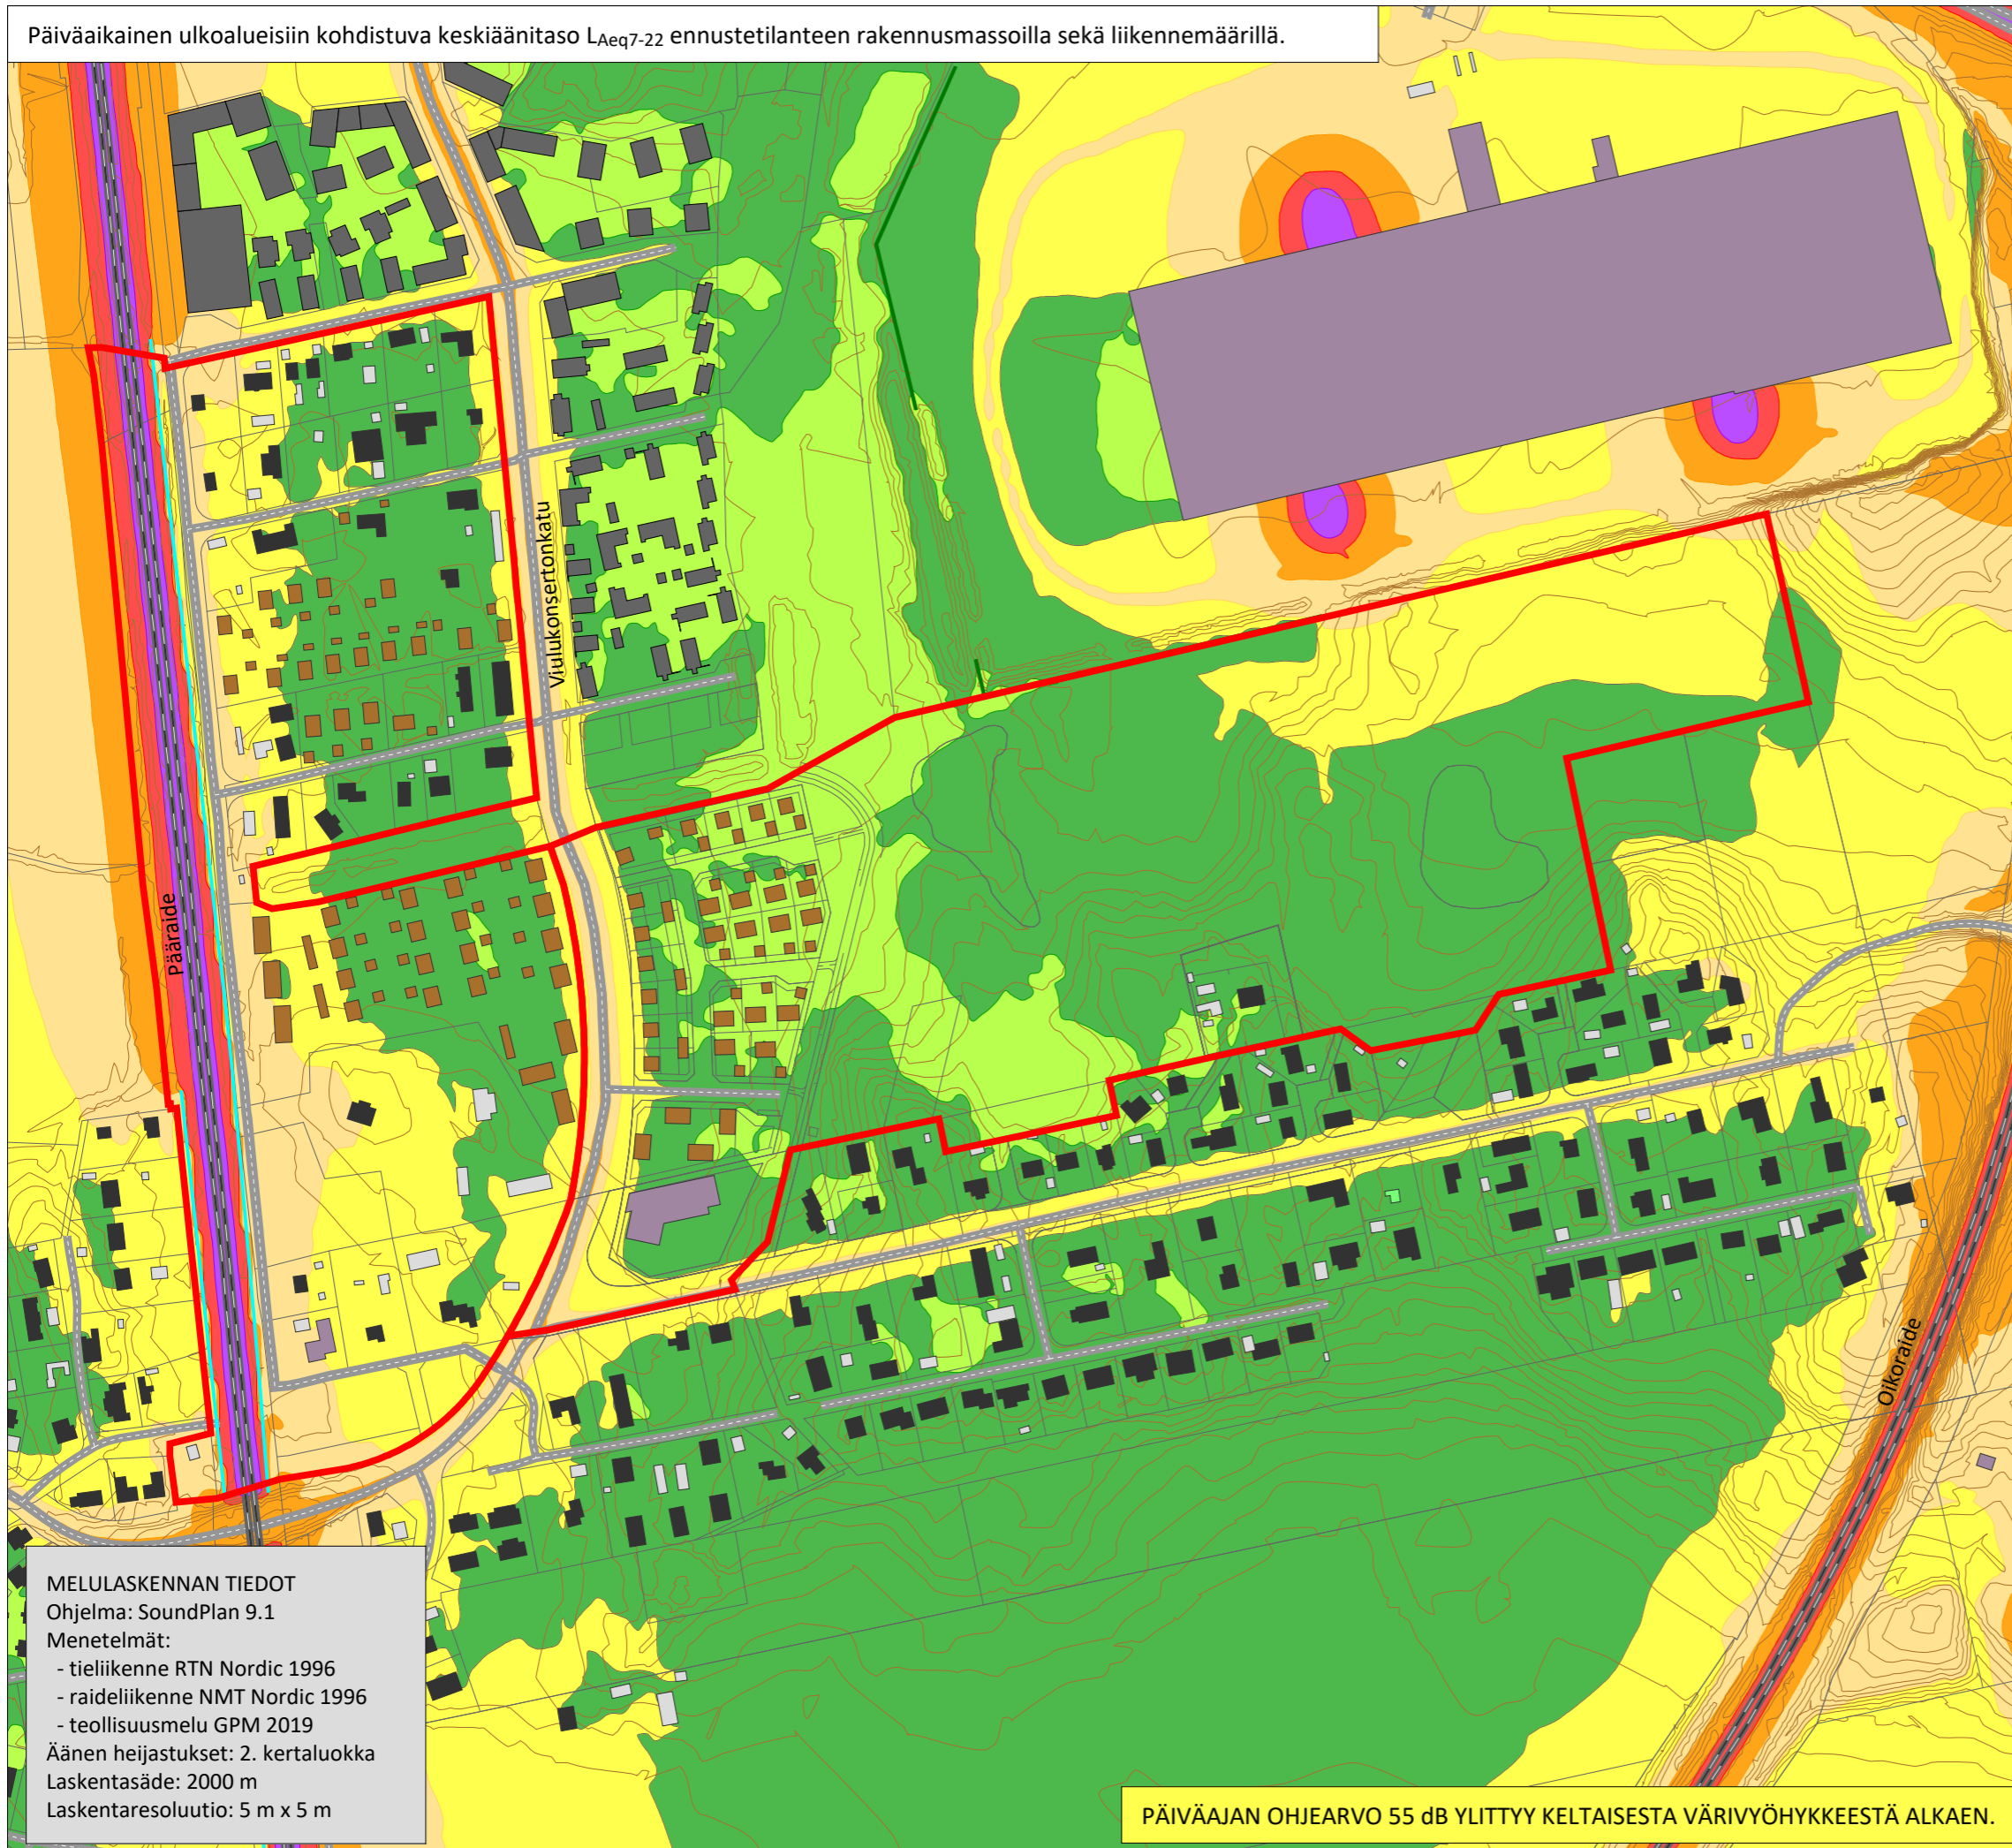 Päiväaikainen ulkoalueisiin kohdistuva keskiäänitaso LAeq7-22 ennustetilanteen rakennusmassoilla sekä liikennemäärillä.
Viulukonsertonkatu
Pääraide
Oikoraide
MELULASKENNAN TIEDOT
Ohjelma: SoundPlan 9.1
Menetelmät:
- tieliikenne RTN Nordic 1996
- raideliikenne NMT Nordic 1996
- teollisuusmelu GPM 2019
Äänen heijastukset: 2. kertaluokka
Laskentasäde: 2000 m
Laskentaresoluutio: 5 m x 5 m
PÄIVÄAJAN OHJEARVO 55 dB YLITTYY KELTAISESTA VÄRIVYÖHYKKEESTÄ ALKAEN.